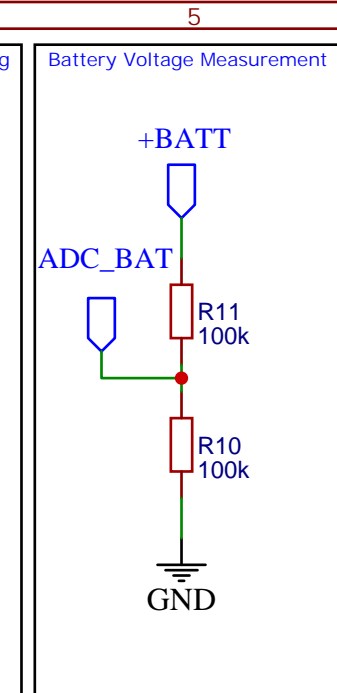 5
g
Battery Voltage Measurement
+BATT
ADC_BAT
R11
100k
R10
100k
GND